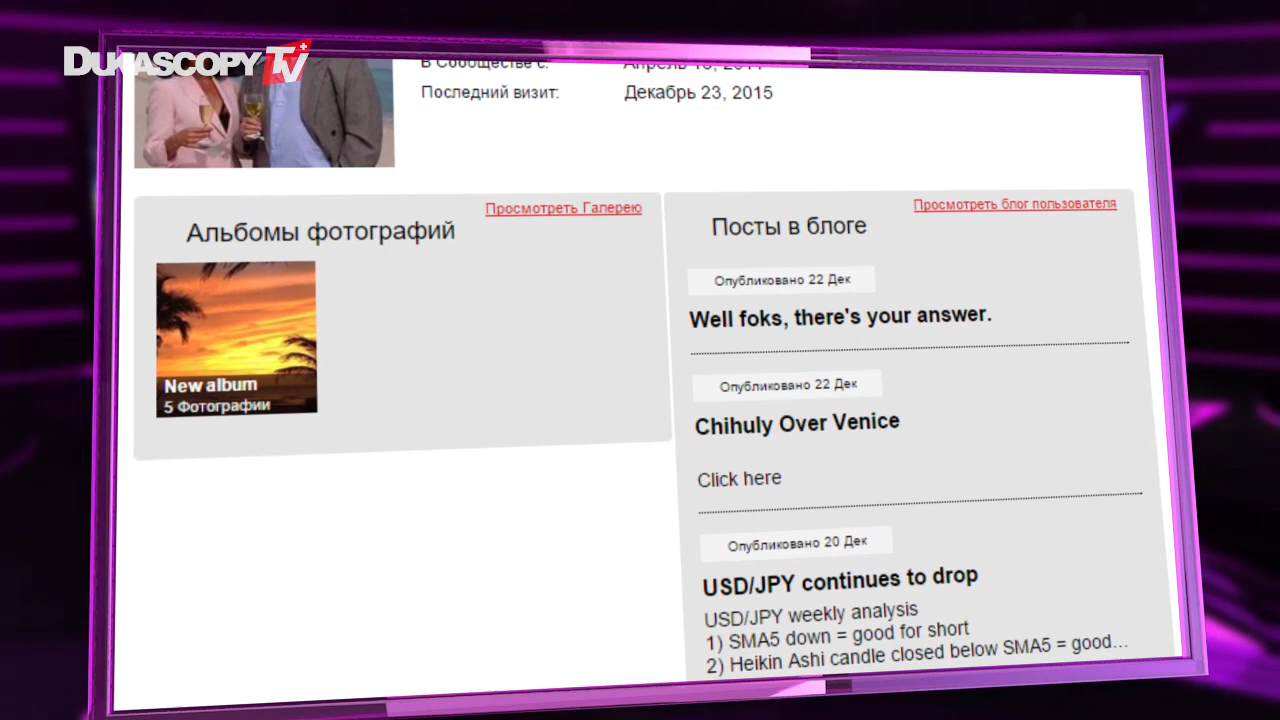 DUKASCOPY TV
В Сообществе с:
Последний визит: Декабрь 23, 2015
Альбомы фотографий
Просмотреть Галерею
New album
5 Фотографии
Посты в блоге
Просмотреть блог пользователя
Опубликовано 22 Дек
Well foks, there's your answer.
Опубликовано 22 Дек
Chihuly Over Venice
Click here
Опубликовано 20 Дек
USD/JPY continues to drop
USD/JPY weekly analysis
1) SMA5 down = good for short
2) Heikin Ashi candle closed below SMA5 = good...